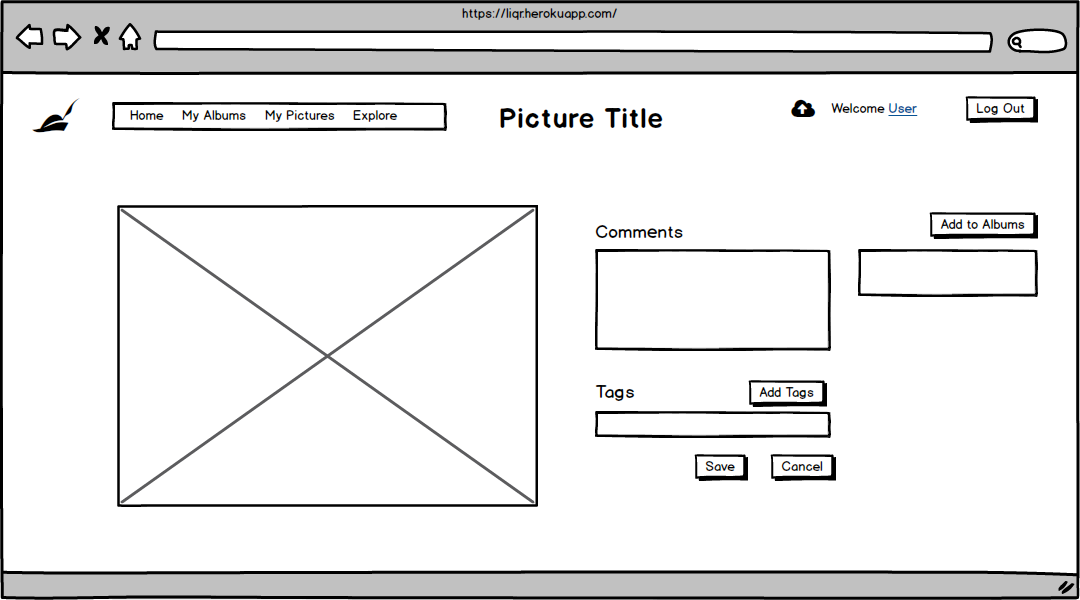 https://liqr.herokuapp.com/
Home My Albums My Pictures Explore
Picture Title
Welcome User
Log Out
Comments
Add to Albums
Tags
Add Tags
Save
Cancel